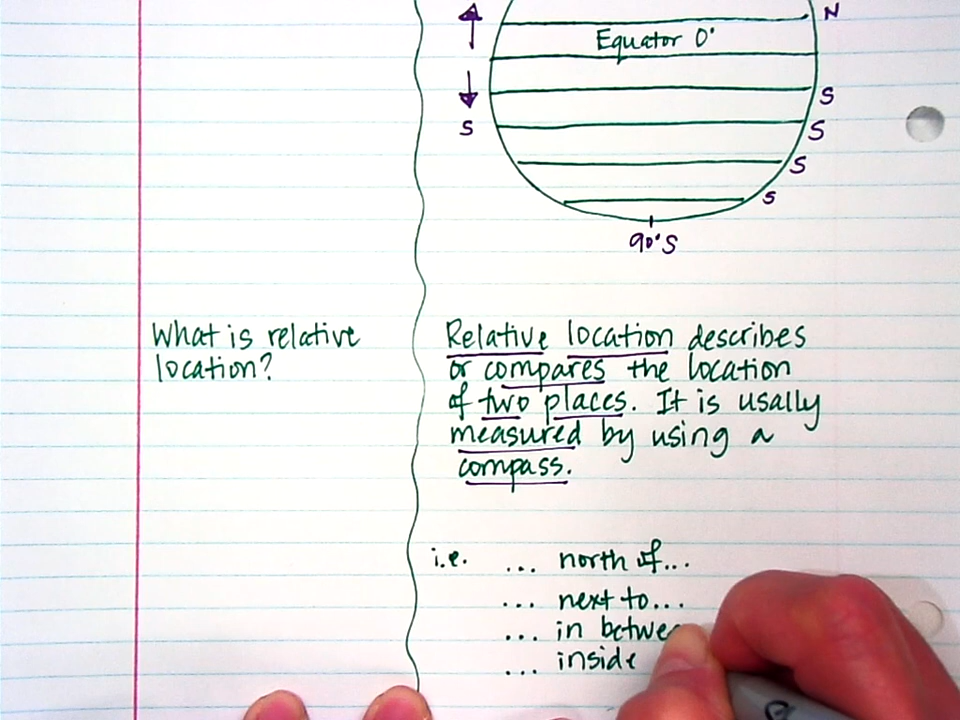 N
Equator 0°
S
S
S
S
S
S
90°S
What is relative
location?
Relative location describes
or compares the location
of two places. It is usally
measured by using a
compass.
i.e. ... north of...
... next to...
... in
... inside